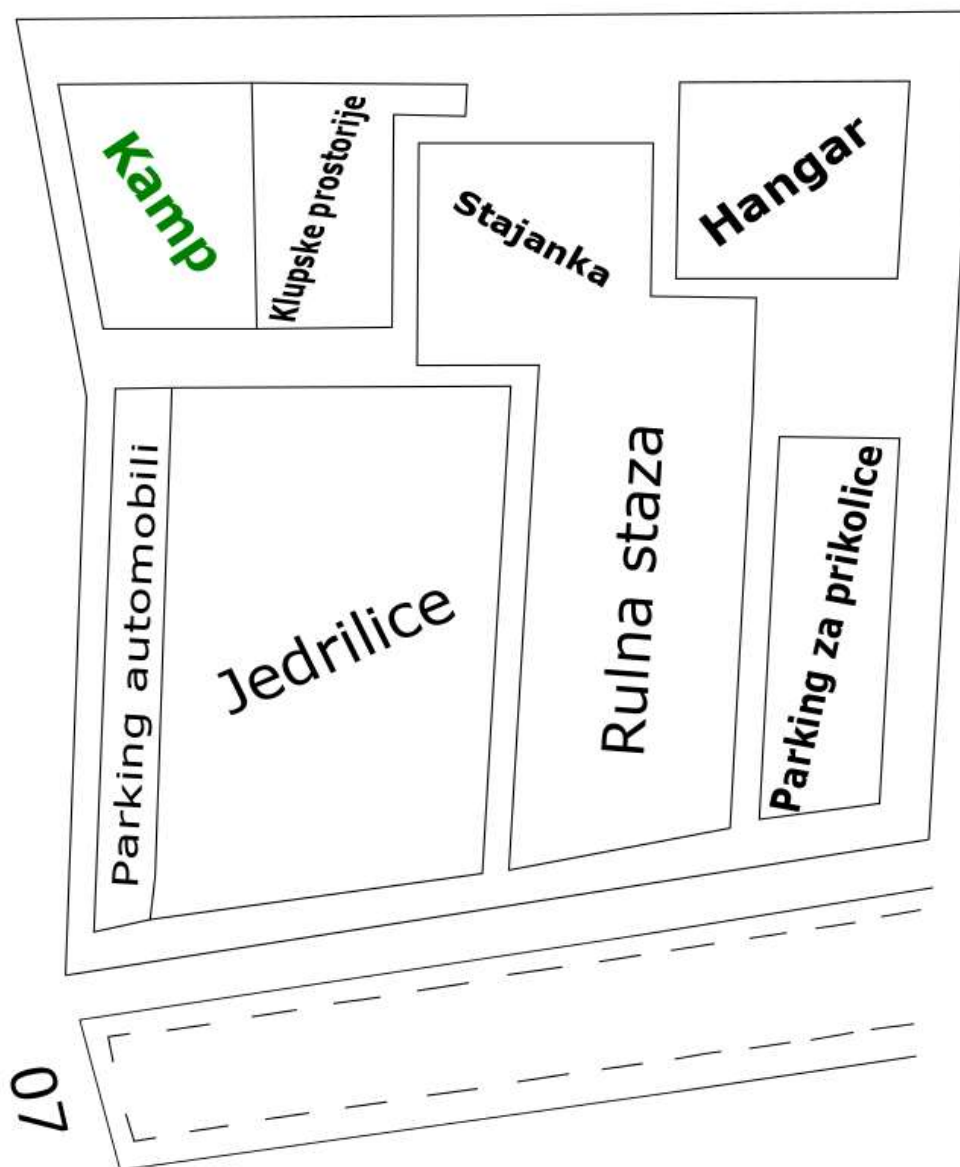 Kamp
Klupske prostorije
Stajanka
Hangar
Parking automobili
Jedrilice
Rulna staza
Parking za prikolice
07